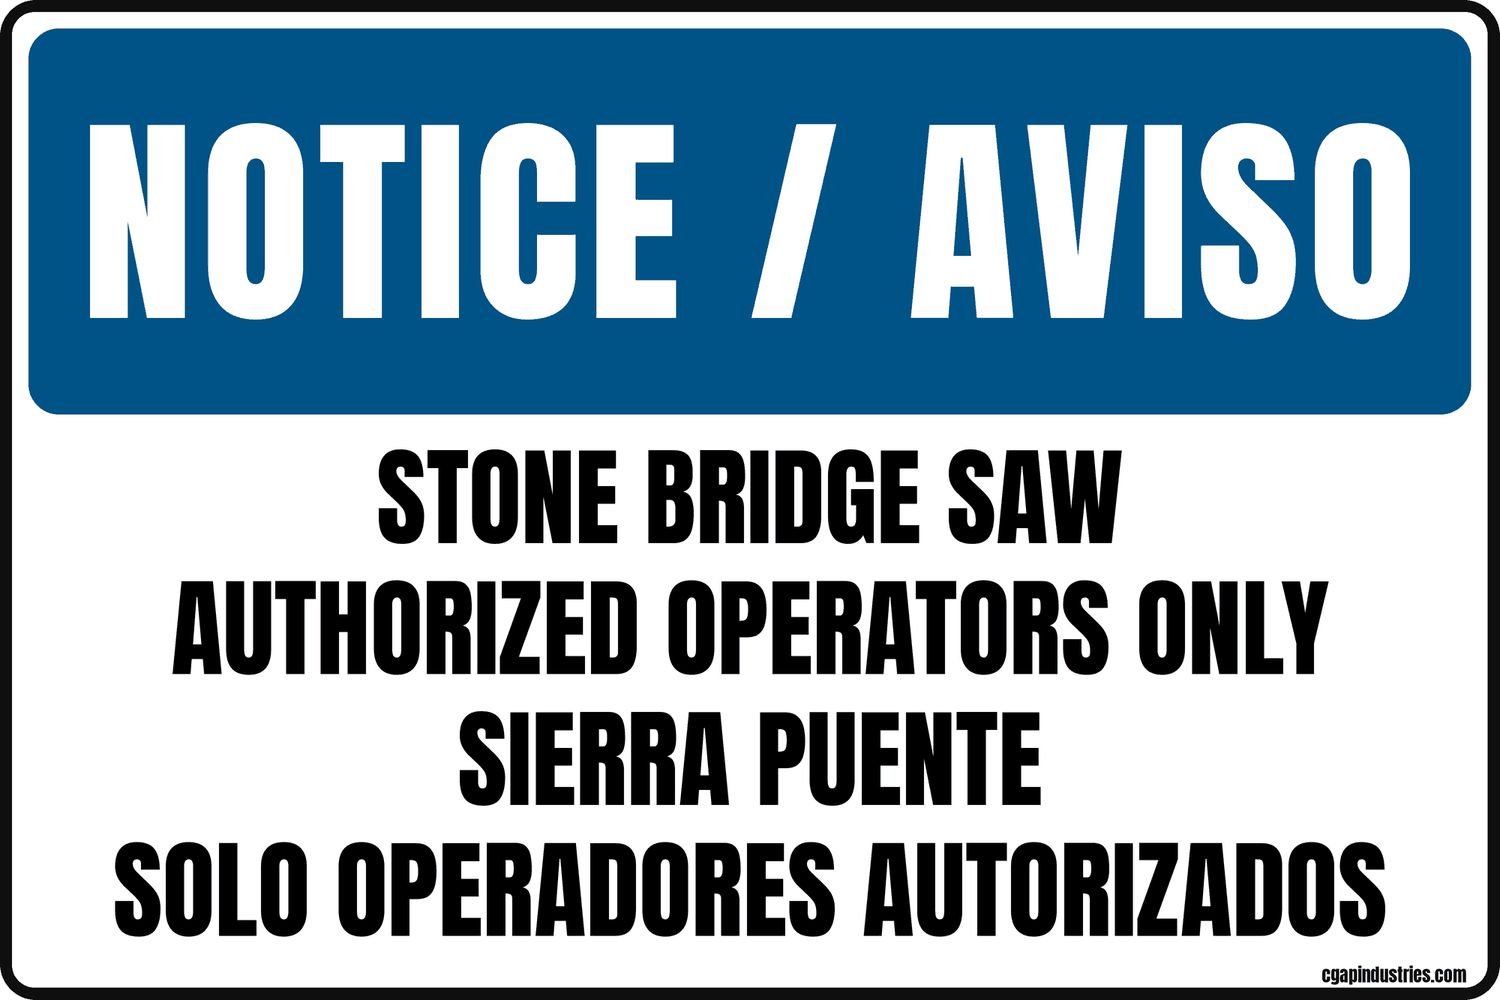 NOTICE / AVISO
STONE BRIDGE SAW
AUTHORIZED OPERATORS ONLY
SIERRA PUENTE
SOLO OPERADORES AUTORIZADOS
cgapindustries.com